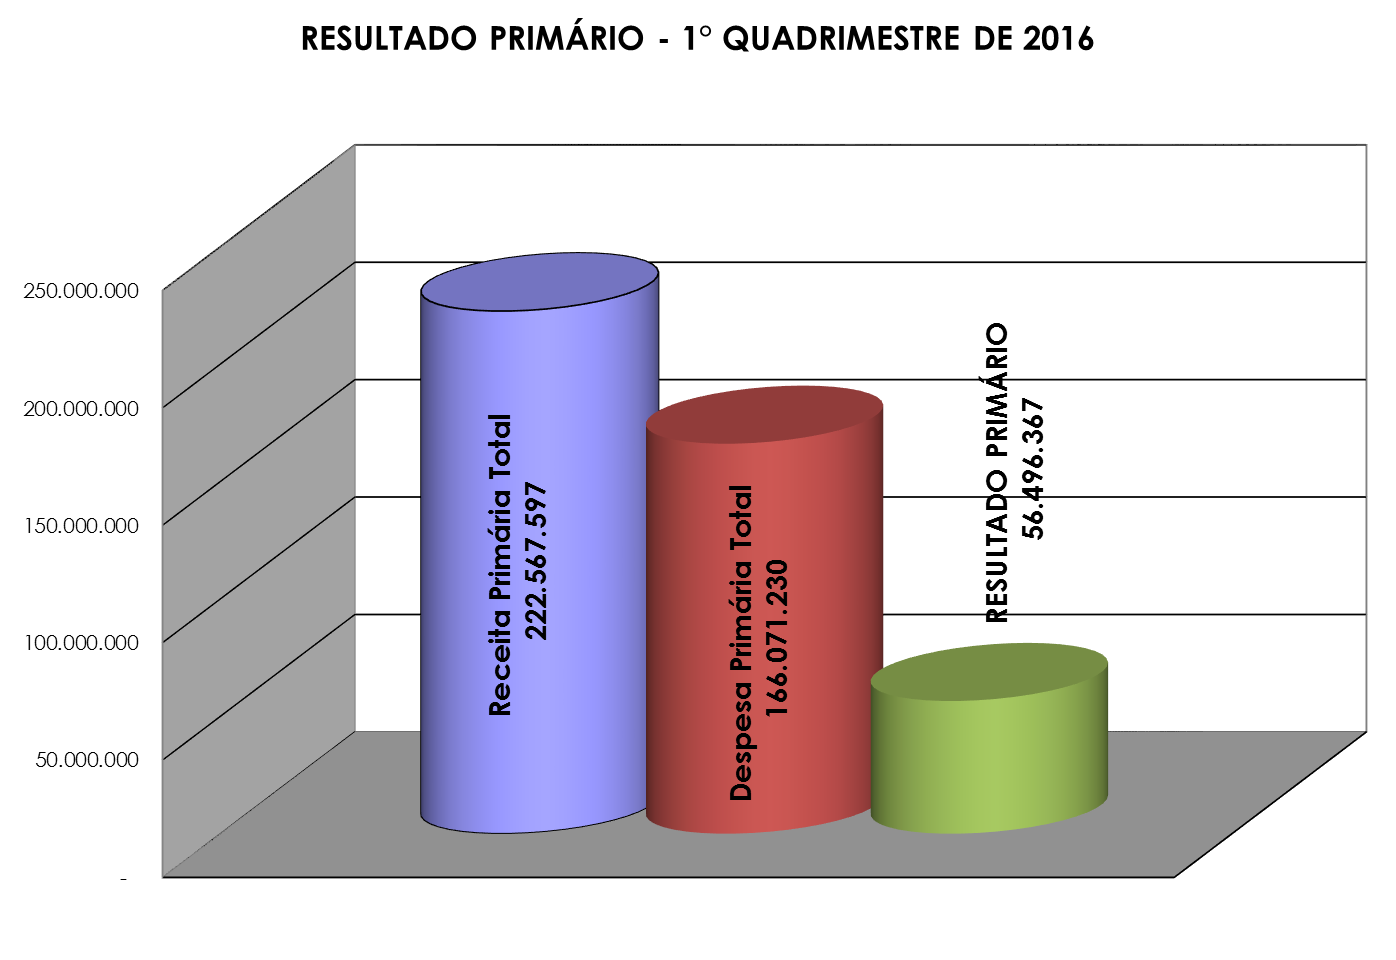 RESULTADO PRIMÁRIO - 1° QUADRIMESTRE DE 2016
250.000.000
200.000.000
150.000.000
100.000.000
50.000.000
-
Receita Primária Total
222.567.597
Despesa Primária Total
166.071.230
RESULTADO PRIMÁRIO
56.496.367